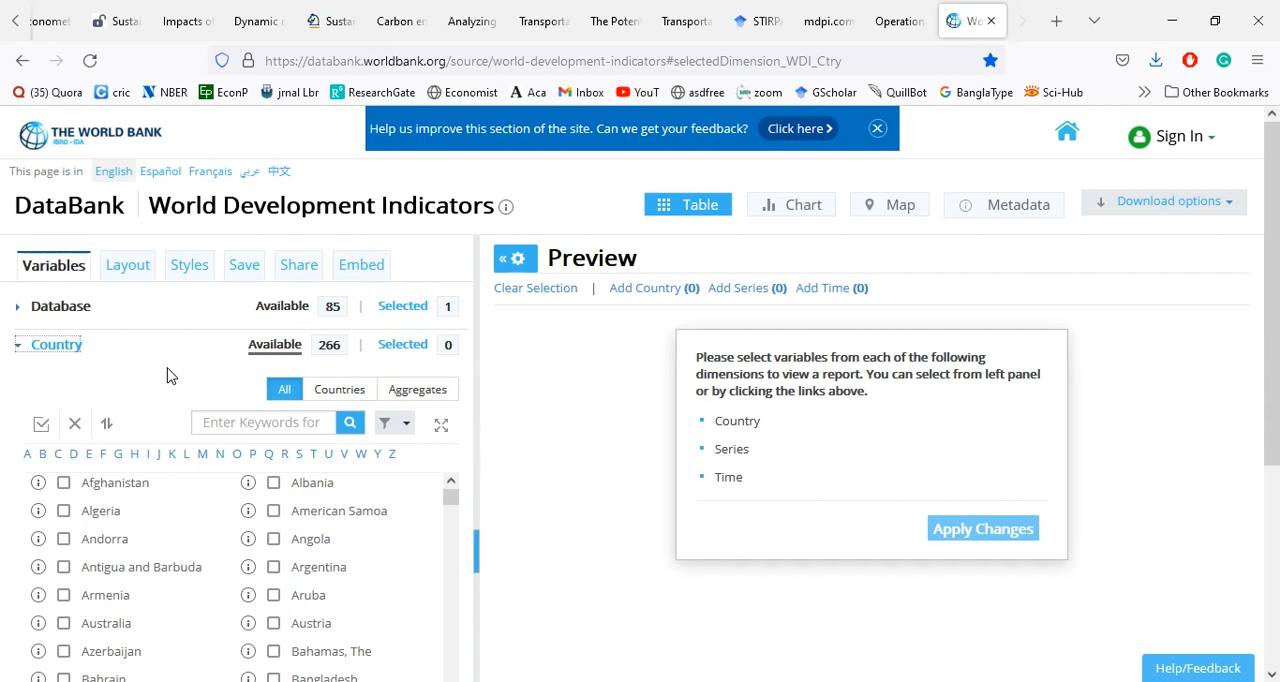 onomet Susta Impacts o Dynamic Sustai Carbon e Analyzing Transporta The Poten Transporta STIRP mdpi.com Operation Wo
https://databank.worldbank.org/source/world-development-indicators#selectedDimension_WDI_Ctry
(35) Quora cric NBER EconP jrnal Lbr ResearchGate Economist Aca Inbox YouT asdfree zoom GScholar QuillBot BanglaType Sci-Hub Other Bookmarks
THE WORLD BANK
IBRD • IDA
Help us improve this section of the site. Can we get your feedback? Click here
Sign In
This page is in English Español Français عربي 中文
DataBank World Development Indicators
Table Chart Map Metadata Download options
Variables Layout Styles Save Share Embed
« Preview
Clear Selection | Add Country (0) Add Series (0) Add Time (0)
Database Available 85 | Selected 1
Country Available 266 | Selected 0
Please select variables from each of the following
dimensions to view a report. You can select from left panel
or by clicking the links above.
Country
Series
Time
Apply Changes
All Countries Aggregates
Enter Keywords for
A B C D E F G H I J K L M N O P Q R S T U V W Y Z
Afghanistan Albania
Algeria American Samoa
Andorra Angola
Antigua and Barbuda Argentina
Armenia Aruba
Australia Austria
Azerbaijan Bahamas, The
Bahrain Bangladesh
Help/Feedback